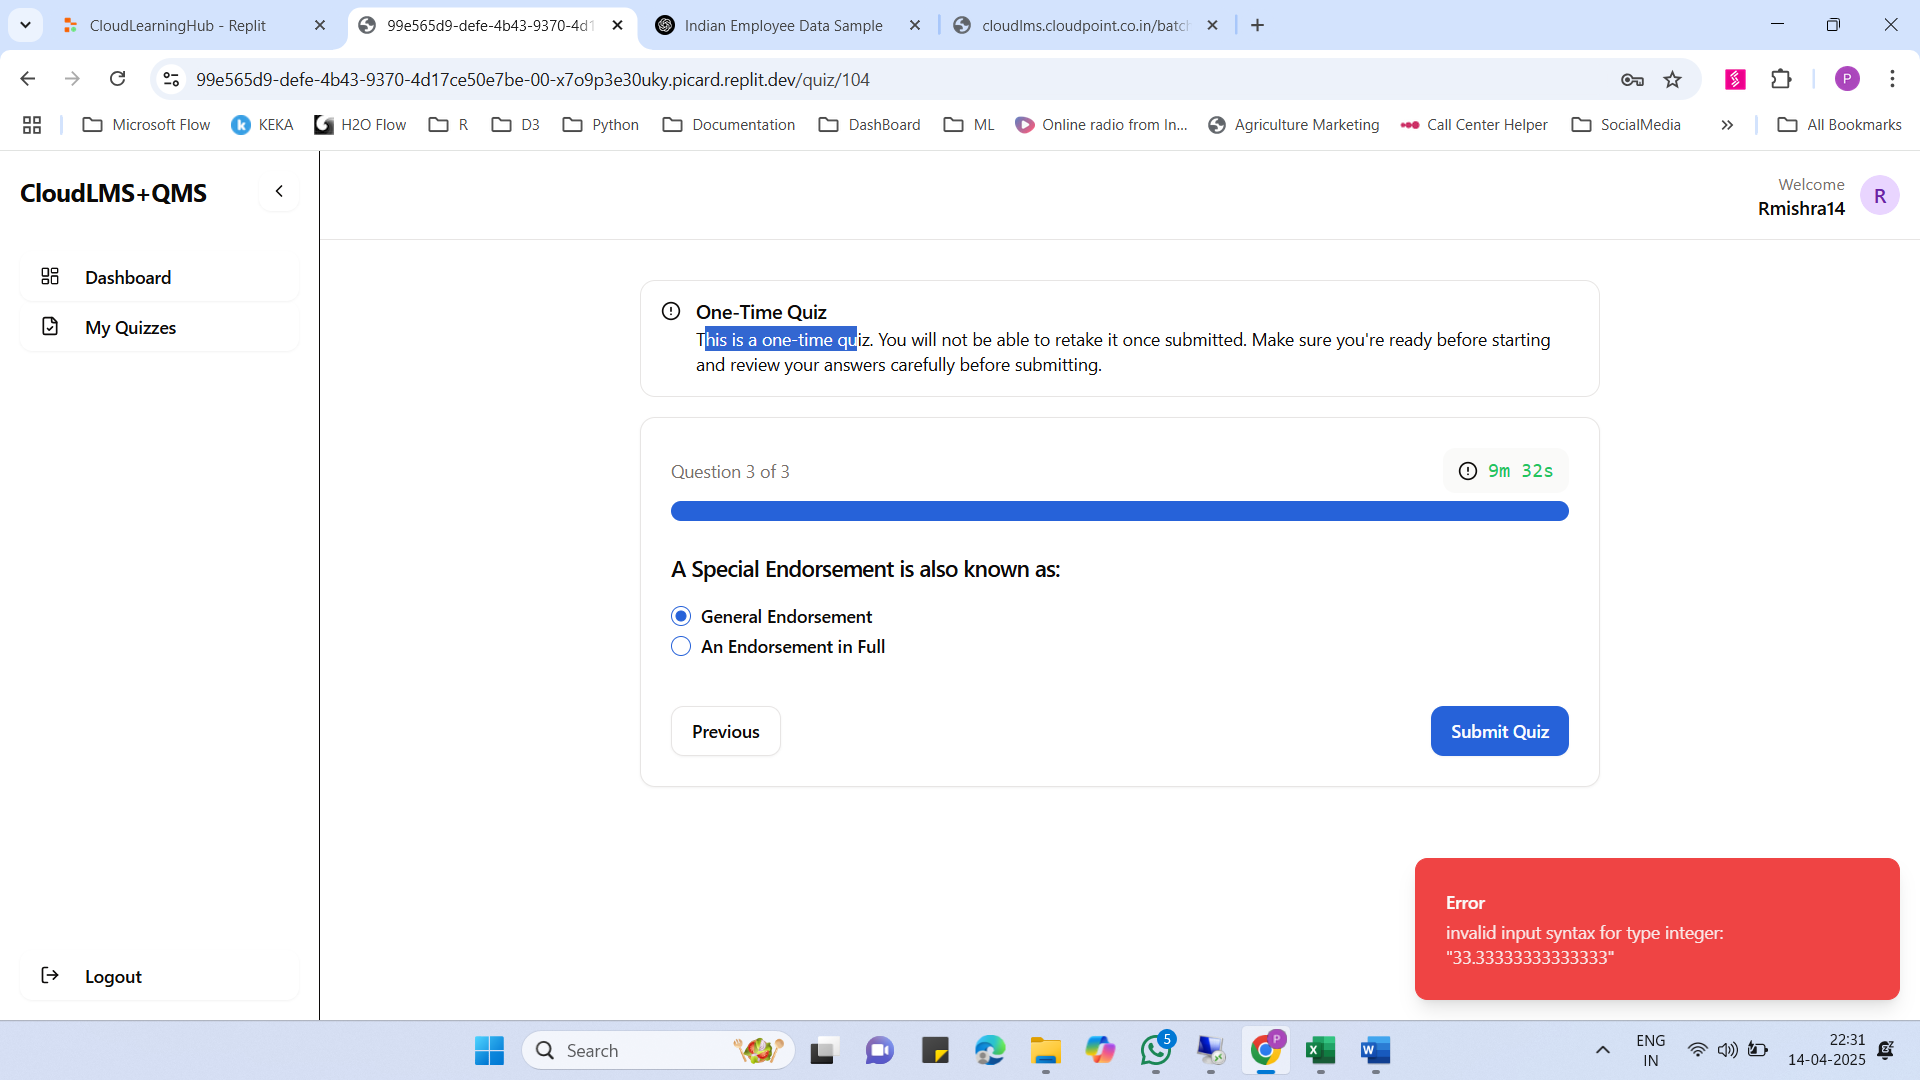 CloudLearningHub - Replit
99e565d9-defe-4b43-9370-4d1
Indian Employee Data Sample
cloudlms.cloudpoint.co.in/batch
99e565d9-defe-4b43-9370-4d17ce50e7be-00-x7o9p3e30uky.picard.replit.dev/quiz/104
P
Microsoft Flow
KEKA
H2O Flow
R
D3
Python
Documentation
DashBoard
ML
Online radio from In...
Agriculture Marketing
Call Center Helper
SocialMedia
All Bookmarks
CloudLMS+QMS
Welcome
Rmishra14
R
Dashboard
My Quizzes
One-Time Quiz
This is a one-time quiz. You will not be able to retake it once submitted. Make sure you're ready before starting
and review your answers carefully before submitting.
Question 3 of 3
9m 32s
A Special Endorsement is also known as:
General Endorsement
An Endorsement in Full
Previous
Submit Quiz
Error
invalid input syntax for type integer:
"33.33333333333333"
Logout
Search
5
P
ENG
IN
22:31
14-04-2025